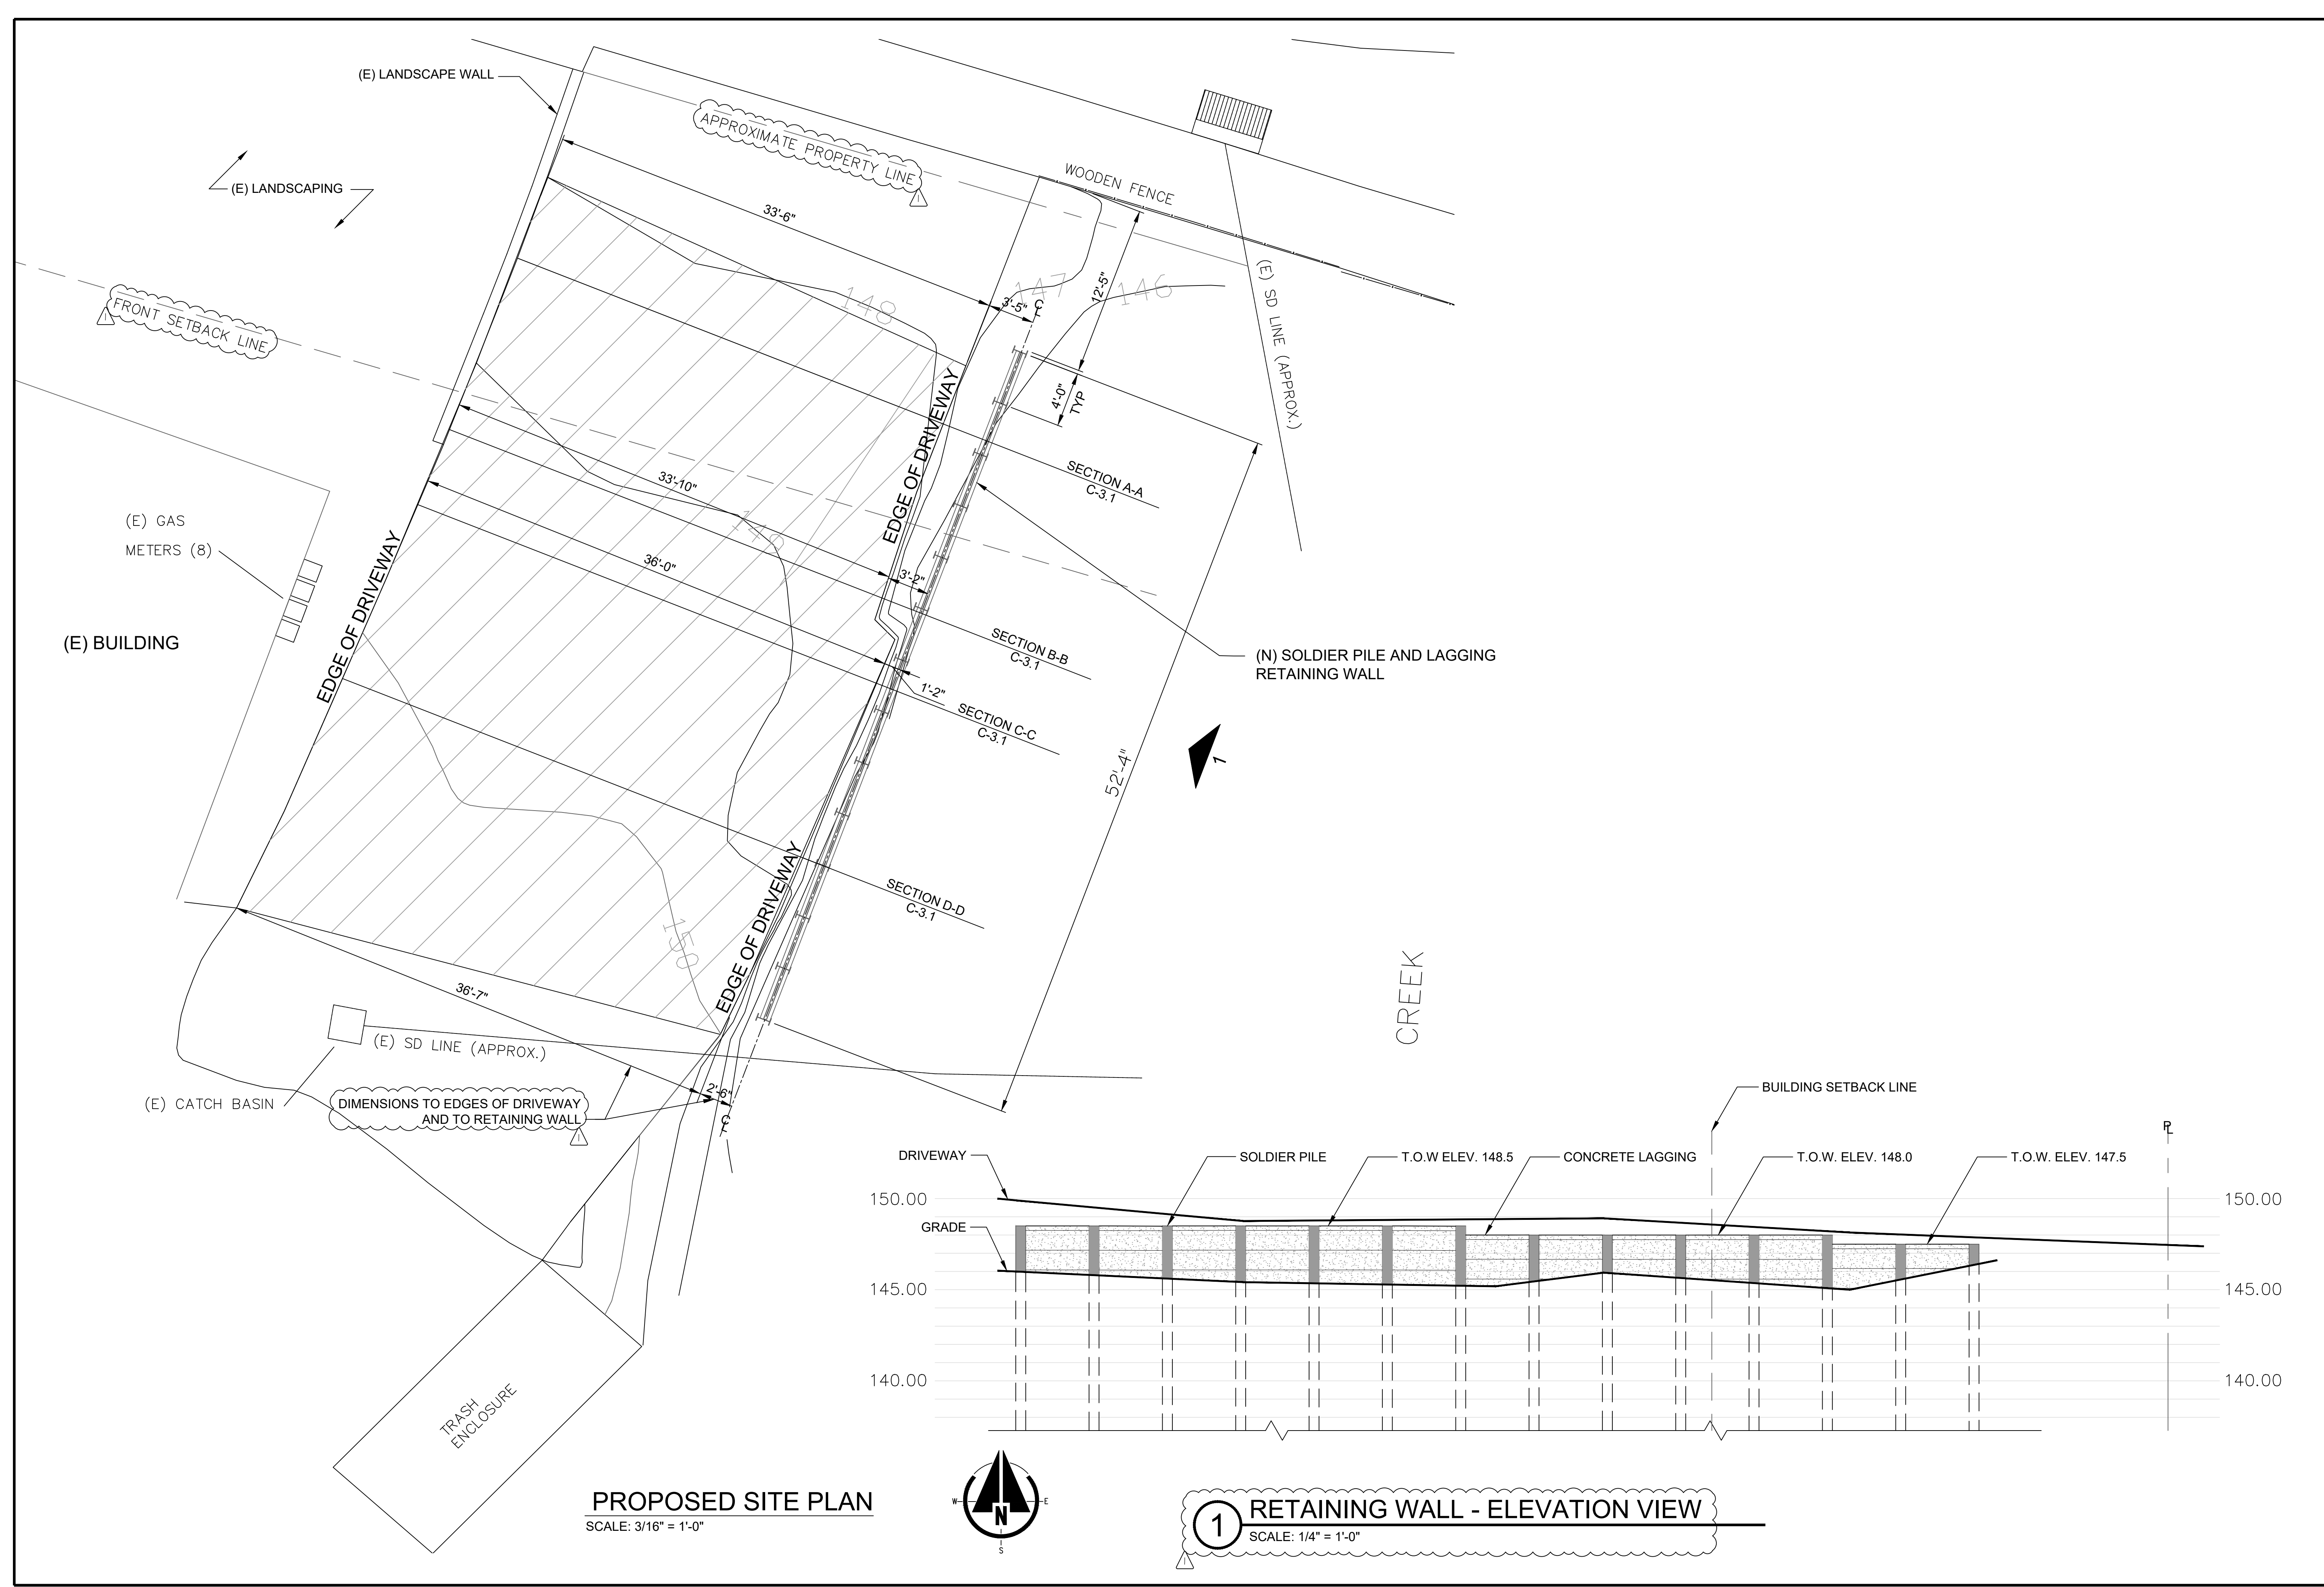 (E) LANDSCAPE WALL
APPROXIMATE PROPERTY LINE
1
WOODEN FENCE
(E) LANDSCAPING
33'-6"
148
147
146
12'-5"
3'-5"
CL
(E) SD LINE (APPROX.)
FRONT SETBACK LINE
1
4'-0"
TYP
EDGE OF DRIVEWAY
SECTION A-A
C-3.1
33'-10"
(E) GAS
METERS (8)
36'-0"
3'-2"
EDGE OF DRIVEWAY
(E) BUILDING
SECTION B-B
C-3.1
(N) SOLDIER PILE AND LAGGING
RETAINING WALL
1'-2"
SECTION C-C
C-3.1
52'-4"
1
SECTION D-D
C-3.1
EDGE OF DRIVEWAY
150
CREEK
36'-7"
(E) SD LINE (APPROX.)
(E) CATCH BASIN
DIMENSIONS TO EDGES OF DRIVEWAY
AND TO RETAINING WALL
1
2'-6"
CL
TRASH
ENCLOSURE
BUILDING SETBACK LINE
PL
DRIVEWAY
SOLDIER PILE
T.O.W ELEV. 148.5
CONCRETE LAGGING
T.O.W. ELEV. 148.0
T.O.W. ELEV. 147.5
150.00
150.00
GRADE
145.00
145.00
140.00
140.00
PROPOSED SITE PLAN
SCALE: 3/16" = 1'-0"
W
N
E
S
1
RETAINING WALL - ELEVATION VIEW
SCALE: 1/4" = 1'-0"
1